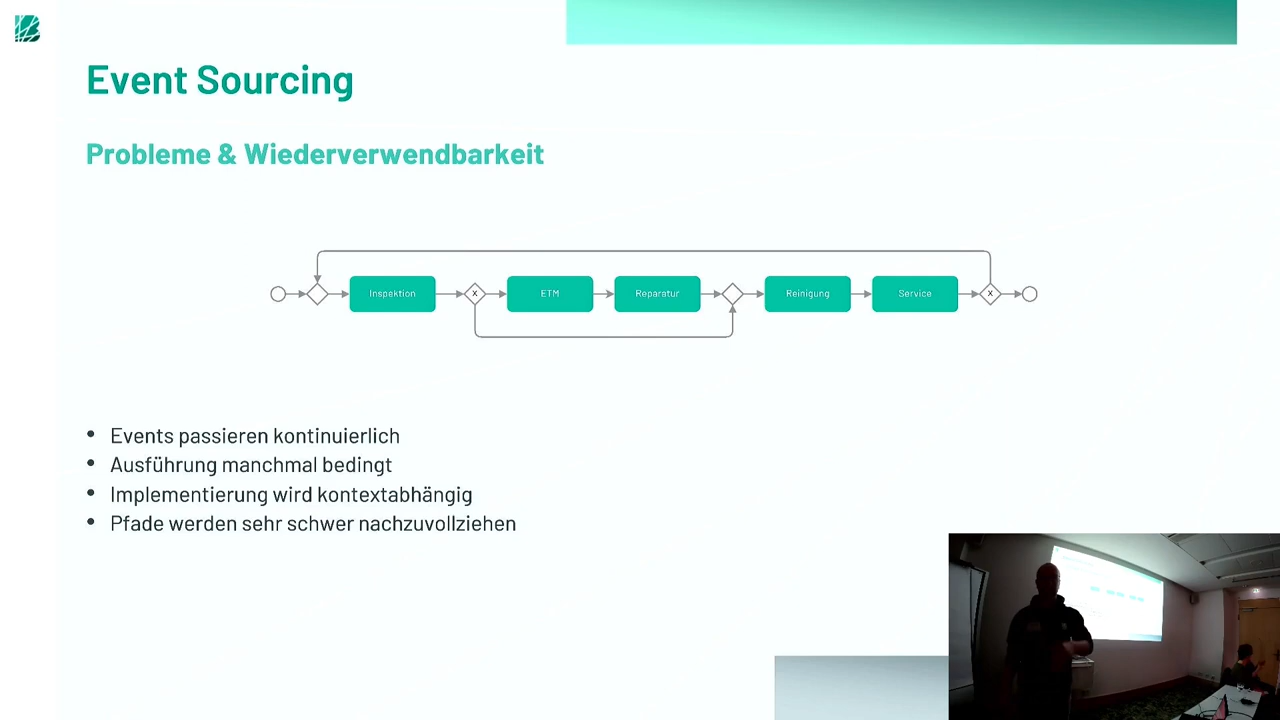 Event Sourcing
Probleme & Wiederverwendbarkeit
Inspektion
X
ETM
Reparatur
Reinigung
Service
X
• Events passieren kontinuierlich
• Ausführung manchmal bedingt
• Implementierung wird kontextabhängig
• Pfade werden sehr schwer nachzuvollziehen